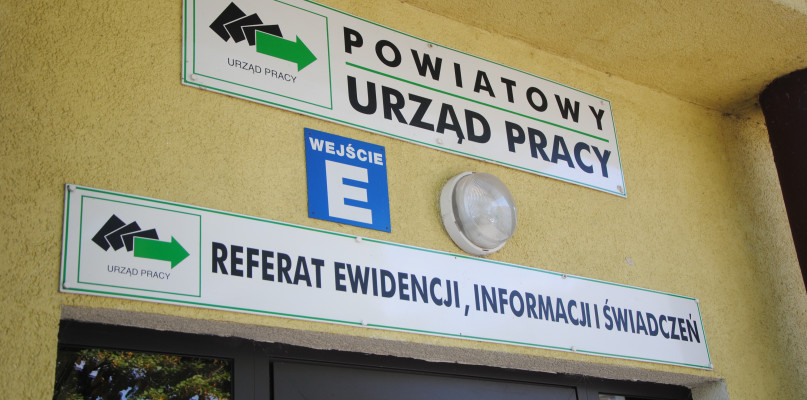 URZĄD PRACY
POWIATOWY
URZĄD PRACY
WEJŚCIE
E
URZĄD PRACY
REFERAT EWIDENCJI, INFORMACJI I ŚWIADCZEŃ